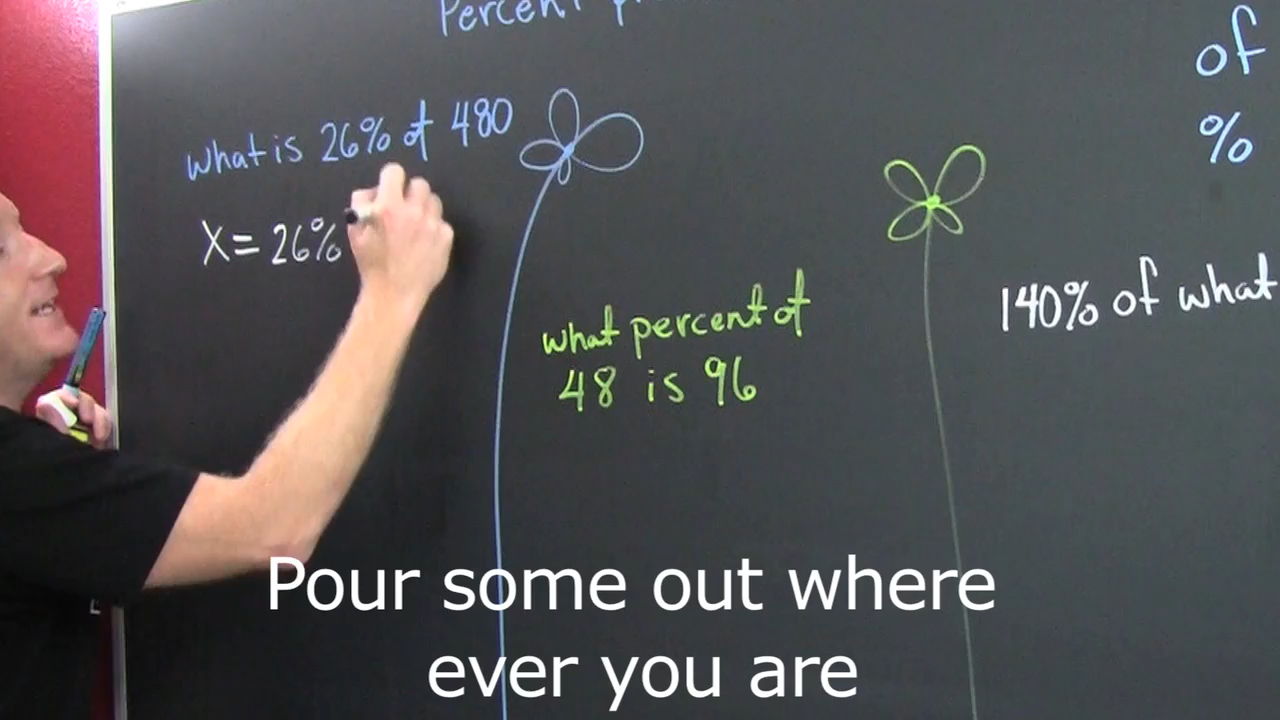 Percent
what is 26% of 480
X = 26%
what percent of
48 is 96
140% of what
of
%
Pour some out where
ever you are